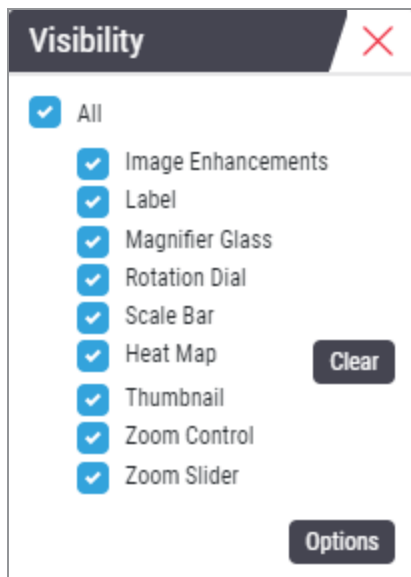 Visibility
All
Image Enhancements
Label
Magnifier Glass
Rotation Dial
Scale Bar
Heat Map Clear
Thumbnail
Zoom Control
Zoom Slider
Options